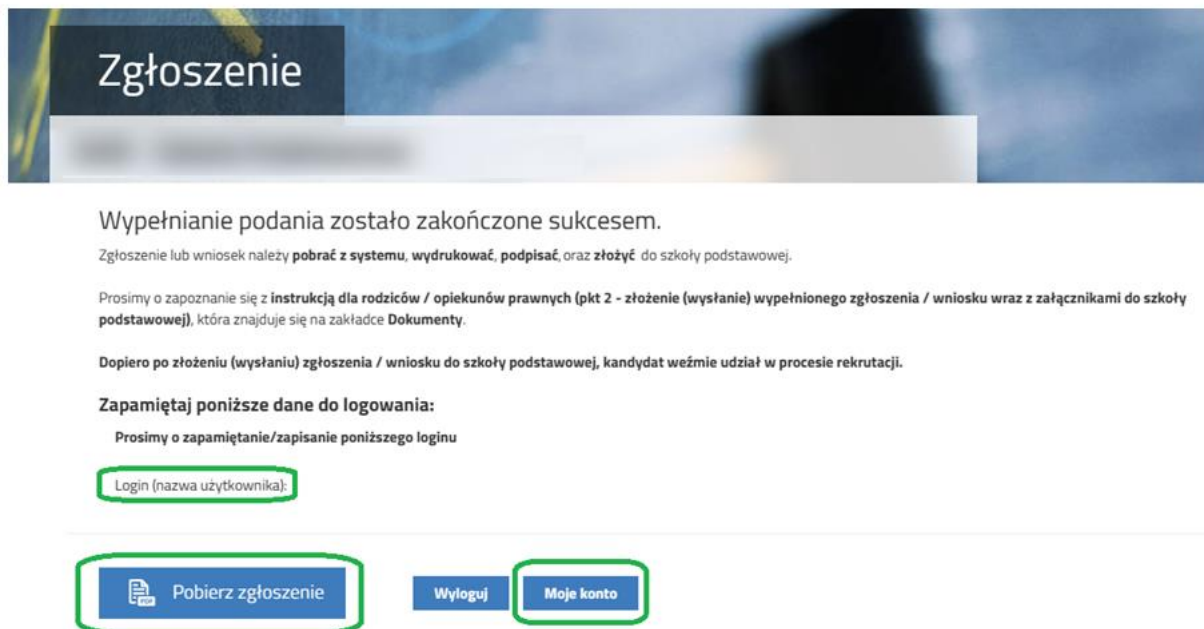 Zgłoszenie
Wypełnianie podania zostało zakończone sukcesem.
Zgłoszenie lub wniosek należy pobrać z systemu, wydrukować, podpisać, oraz złożyć do szkoły podstawowej.
Prosimy o zapoznanie się z instrukcją dla rodziców / opiekunów prawnych (pkt 2 - złożenie (wysłanie) wypełnionego zgłoszenia / wniosku wraz z załącznikami do szkoły
podstawowej), która znajduje się na zakładce Dokumenty.
Dopiero po złożeniu (wysłaniu) zgłoszenia / wniosku do szkoły podstawowej, kandydat weźmie udział w procesie rekrutacji.
Zapamiętaj poniższe dane do logowania:
Prosimy o zapamiętanie/zapisanie poniższego loginu
Login (nazwa użytkownika):
PDF Pobierz zgłoszenie Wyloguj Moje konto